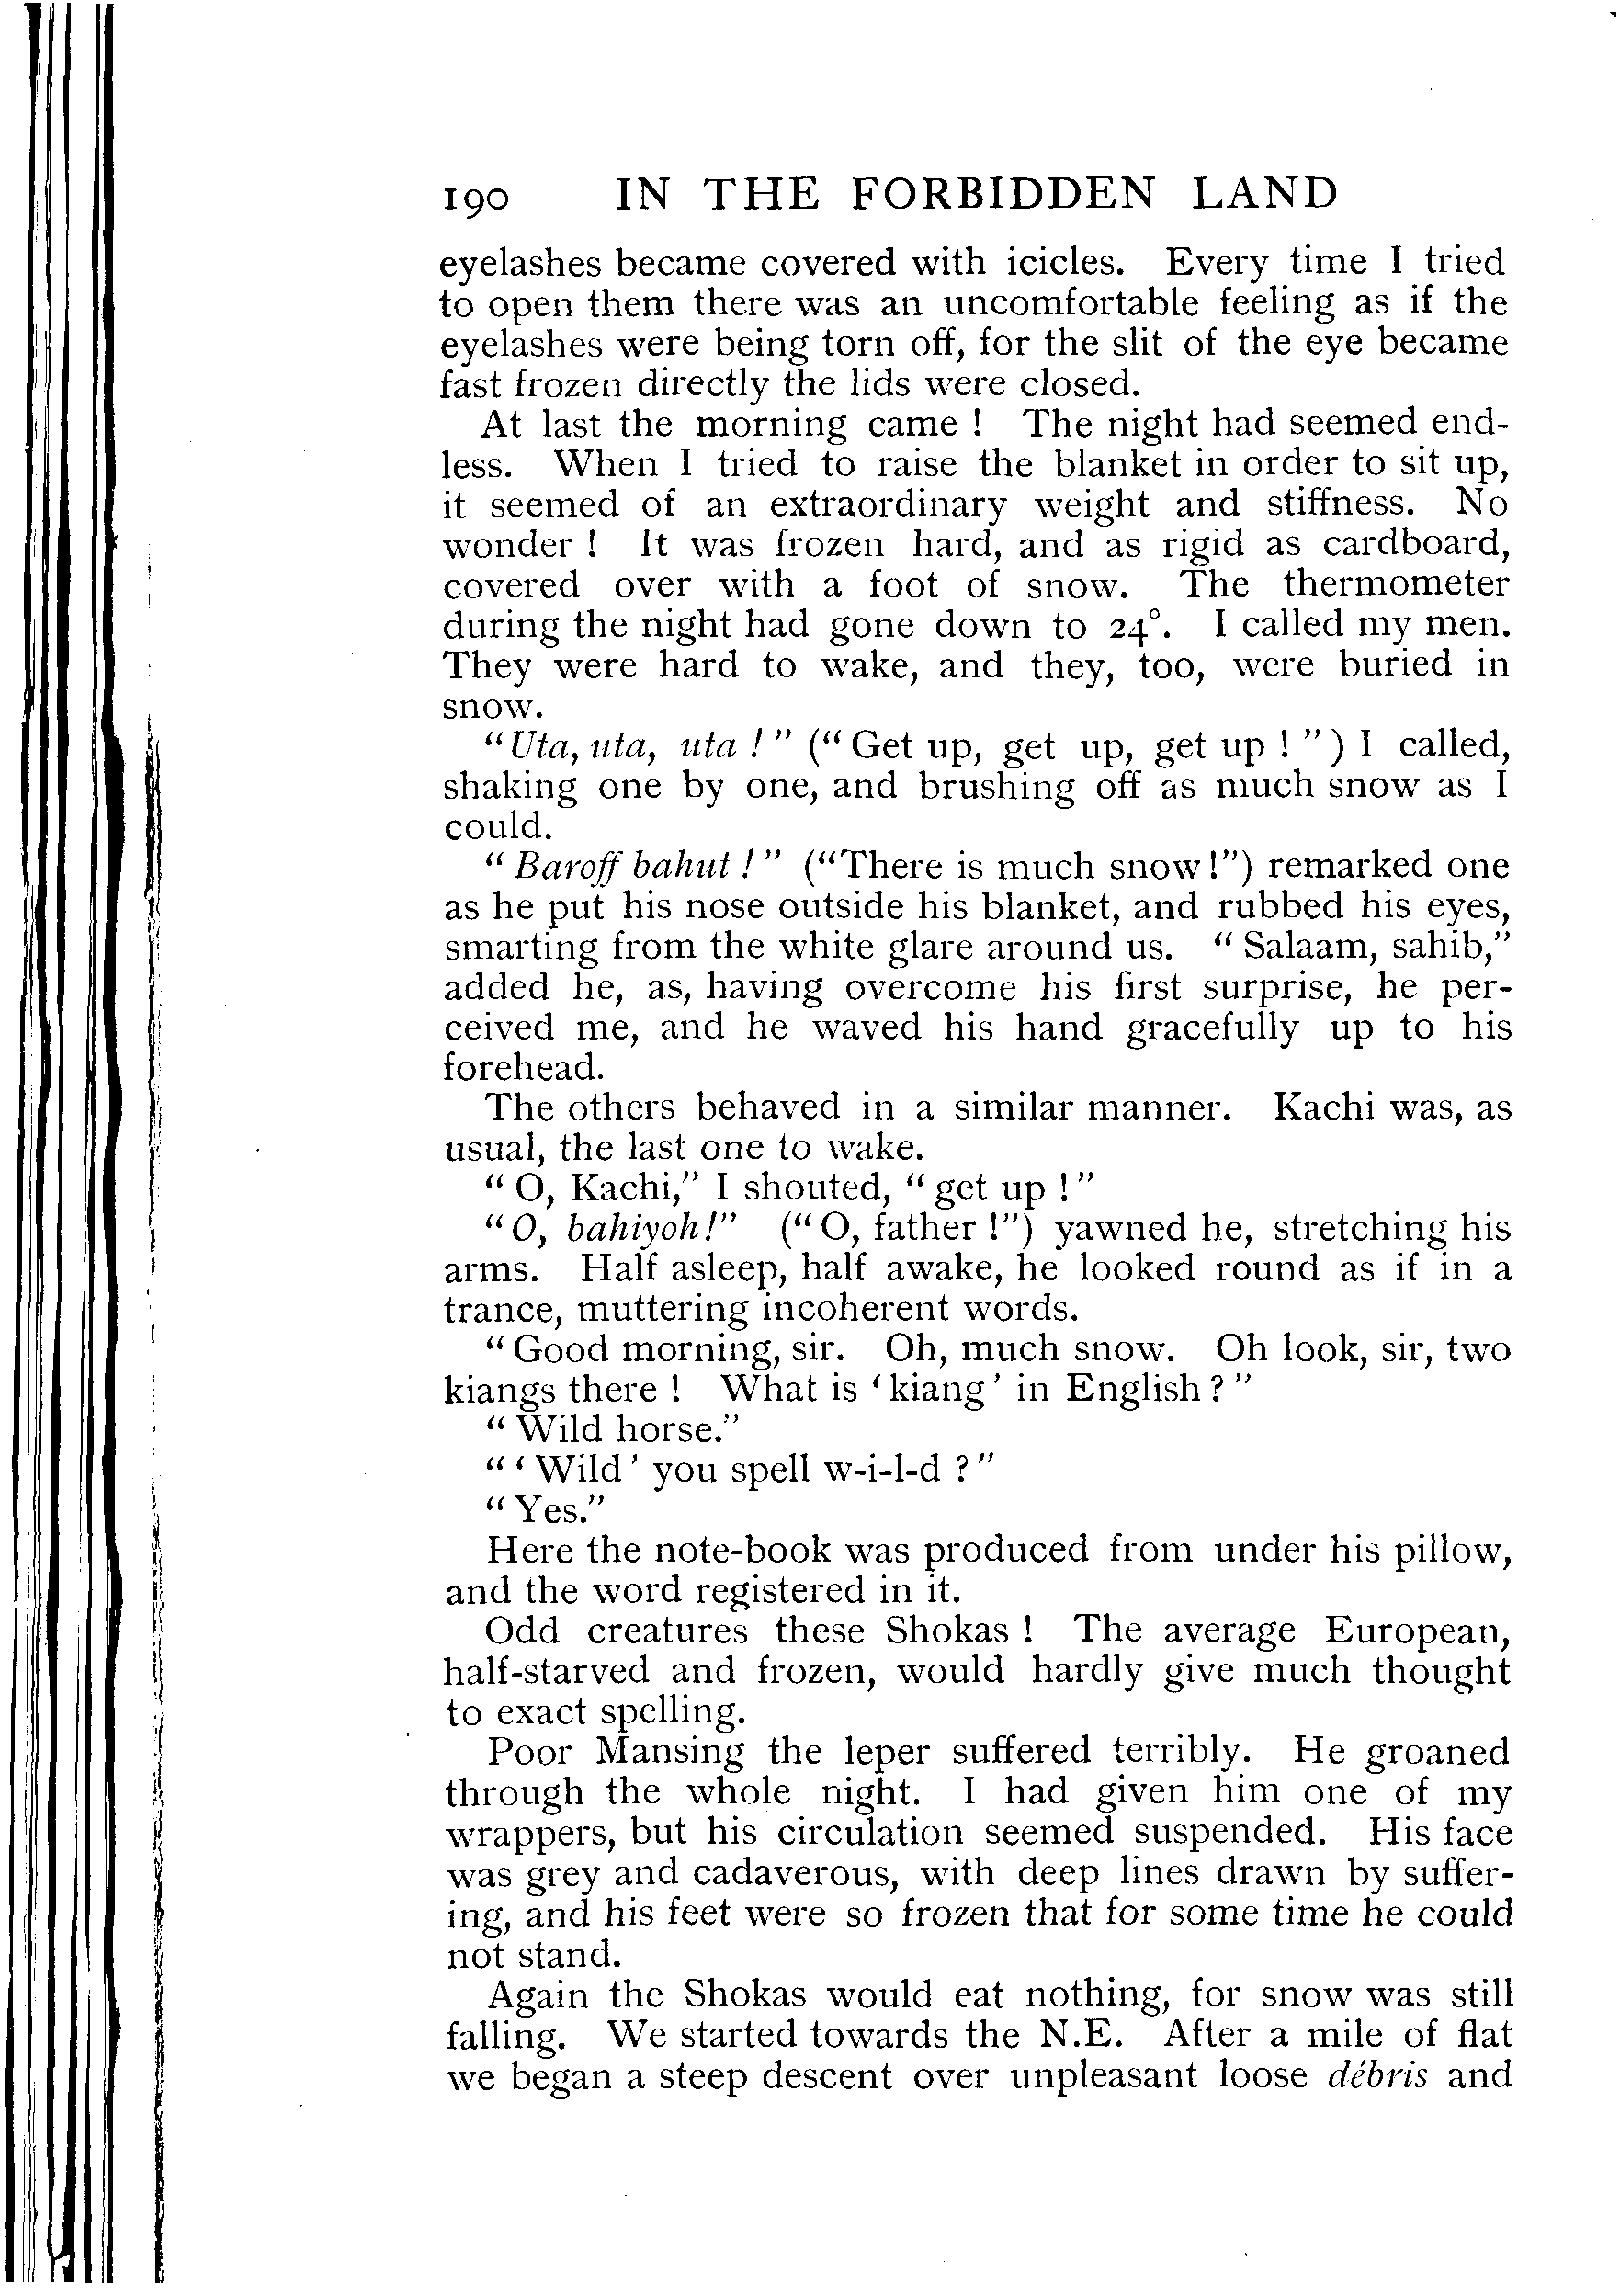 190 IN THE FORBIDDEN LAND
eyelashes became covered with icicles. Every time I tried
to open them there was an uncomfortable feeling as if the
eyelashes were being torn off, for the slit of the eye became
fast frozen directly the lids were closed.
At last the morning came ! The night had seemed end-
less. When I tried to raise the blanket in order to sit up,
it seemed of an extraordinary weight and stiffness. No
wonder ! It was frozen hard, and as rigid as cardboard,
covered over with a foot of snow. The thermometer
during the night had gone down to 24°. I called my men.
They were hard to wake, and they, too, were buried in
snow.
"Uta, uta, uta ! " (" Get up, get up, get up ! ") I called,
shaking one by one, and brushing off as much snow as I
could.
" Baroff bahut ! " ("There is much snow !") remarked one
as he put his nose outside his blanket, and rubbed his eyes,
smarting from the white glare around us. " Salaam, sahib,"
added he, as, having overcome his first surprise, he per-
ceived me, and he waved his hand gracefully up to his
forehead.
The others behaved in a similar manner. Kachi was, as
usual, the last one to wake.
" O, Kachi," I shouted, " get up ! "
"O, bahiyoh!" (" O, father !") yawned he, stretching his
arms. Half asleep, half awake, he looked round as if in a
trance, muttering incoherent words.
" Good morning, sir. Oh, much snow. Oh look, sir, two
kiangs there ! What is ' kiang ' in English ? "
" Wild horse."
" ' Wild ' you spell w-i-l-d ? "
" Yes."
Here the note-book was produced from under his pillow,
and the word registered in it.
Odd creatures these Shokas ! The average European,
half-starved and frozen, would hardly give much thought
to exact spelling.
Poor Mansing the leper suffered terribly. He groaned
through the whole night. I had given him one of my
wrappers, but his circulation seemed suspended. His face
was grey and cadaverous, with deep lines drawn by suffer-
ing, and his feet were so frozen that for some time he could
not stand.
Again the Shokas would eat nothing, for snow was still
falling. We started towards the N.E. After a mile of flat
we began a steep descent over unpleasant loose débris and